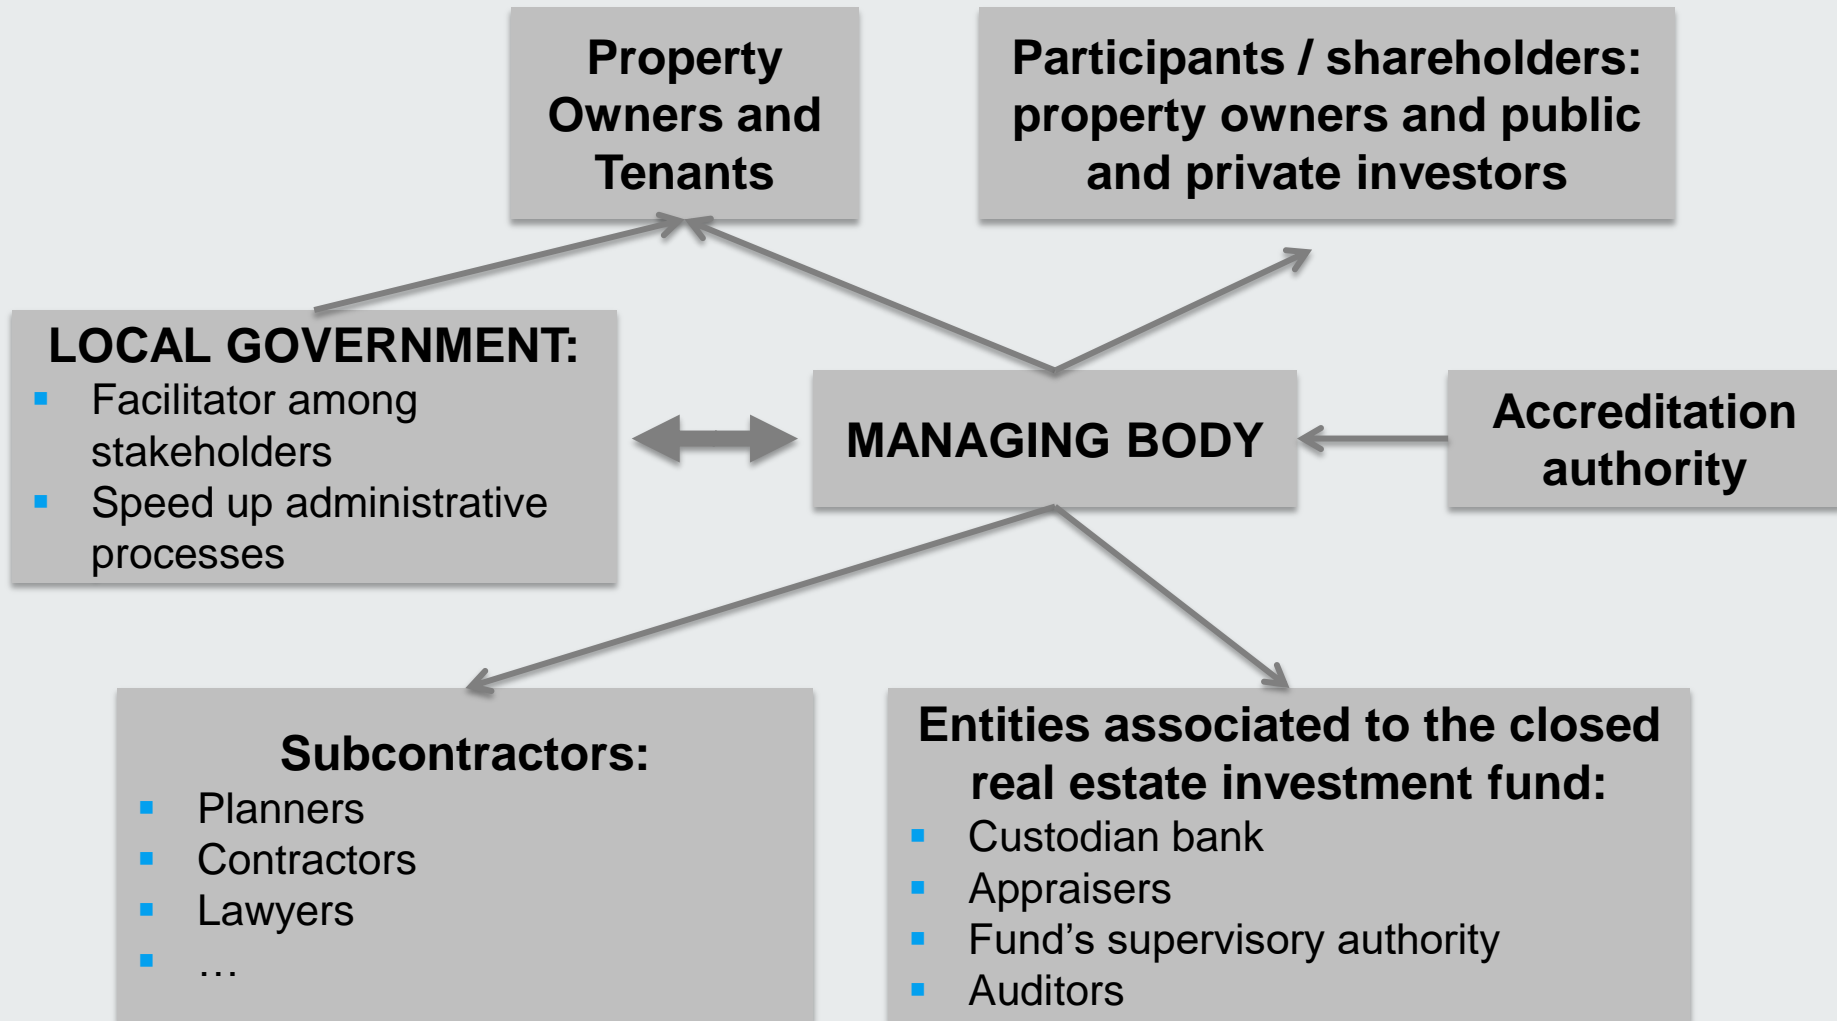 Property
Owners and
Tenants
Participants / shareholders:
property owners and public
and private investors
LOCAL GOVERNMENT:
▪ Facilitator among
stakeholders
▪ Speed up administrative
processes
MANAGING BODY
Accreditation
authority
Subcontractors:
▪ Planners
▪ Contractors
▪ Lawyers
▪ …
Entities associated to the closed
real estate investment fund:
▪ Custodian bank
▪ Appraisers
▪ Fund’s supervisory authority
▪ Auditors